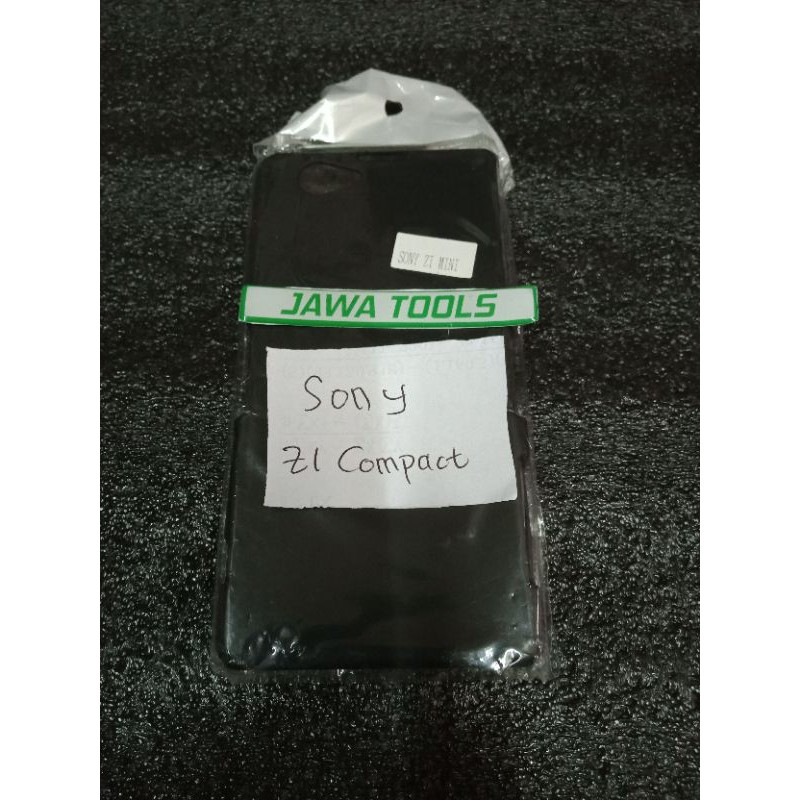 SONY Z1 MINI
JAWA TOOLS
Sony
Z1 Compact